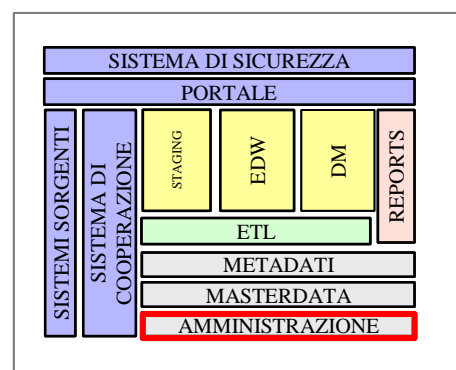 SISTEMA DI SICUREZZA
PORTALE
SISTEMI SORGENTI
SISTEMA DI
COOPERAZIONE
STAGING
EDW
DM
REPORTS
ETL
METADATI
MASTERDATA
AMMINISTRAZIONE